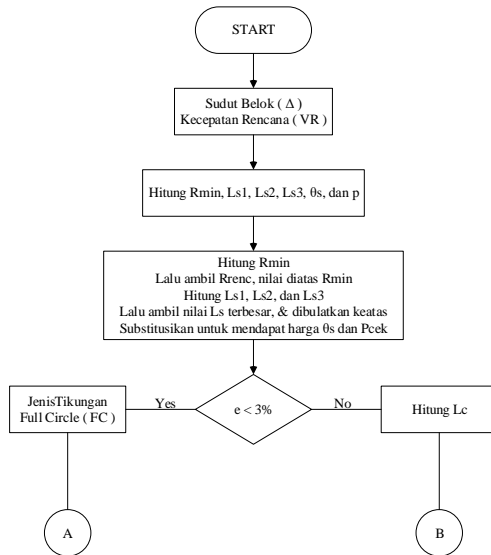 START
Sudut Belok ( Δ )
Kecepatan Rencana ( VR )
Hitung Rmin, Ls1, Ls2, Ls3, θs, dan p
Hitung Rmin
Lalu ambil Rrenc, nilai diatas Rmin
Hitung Ls1, Ls2, dan Ls3
Lalu ambil nilai Ls terbesar, & dibulatkan keatas
Substitusikan untuk mendapat harga θs dan Pcek
JenisTikungan
Full Circle ( FC )
Yes
e < 3%
No
Hitung Lc
A
B